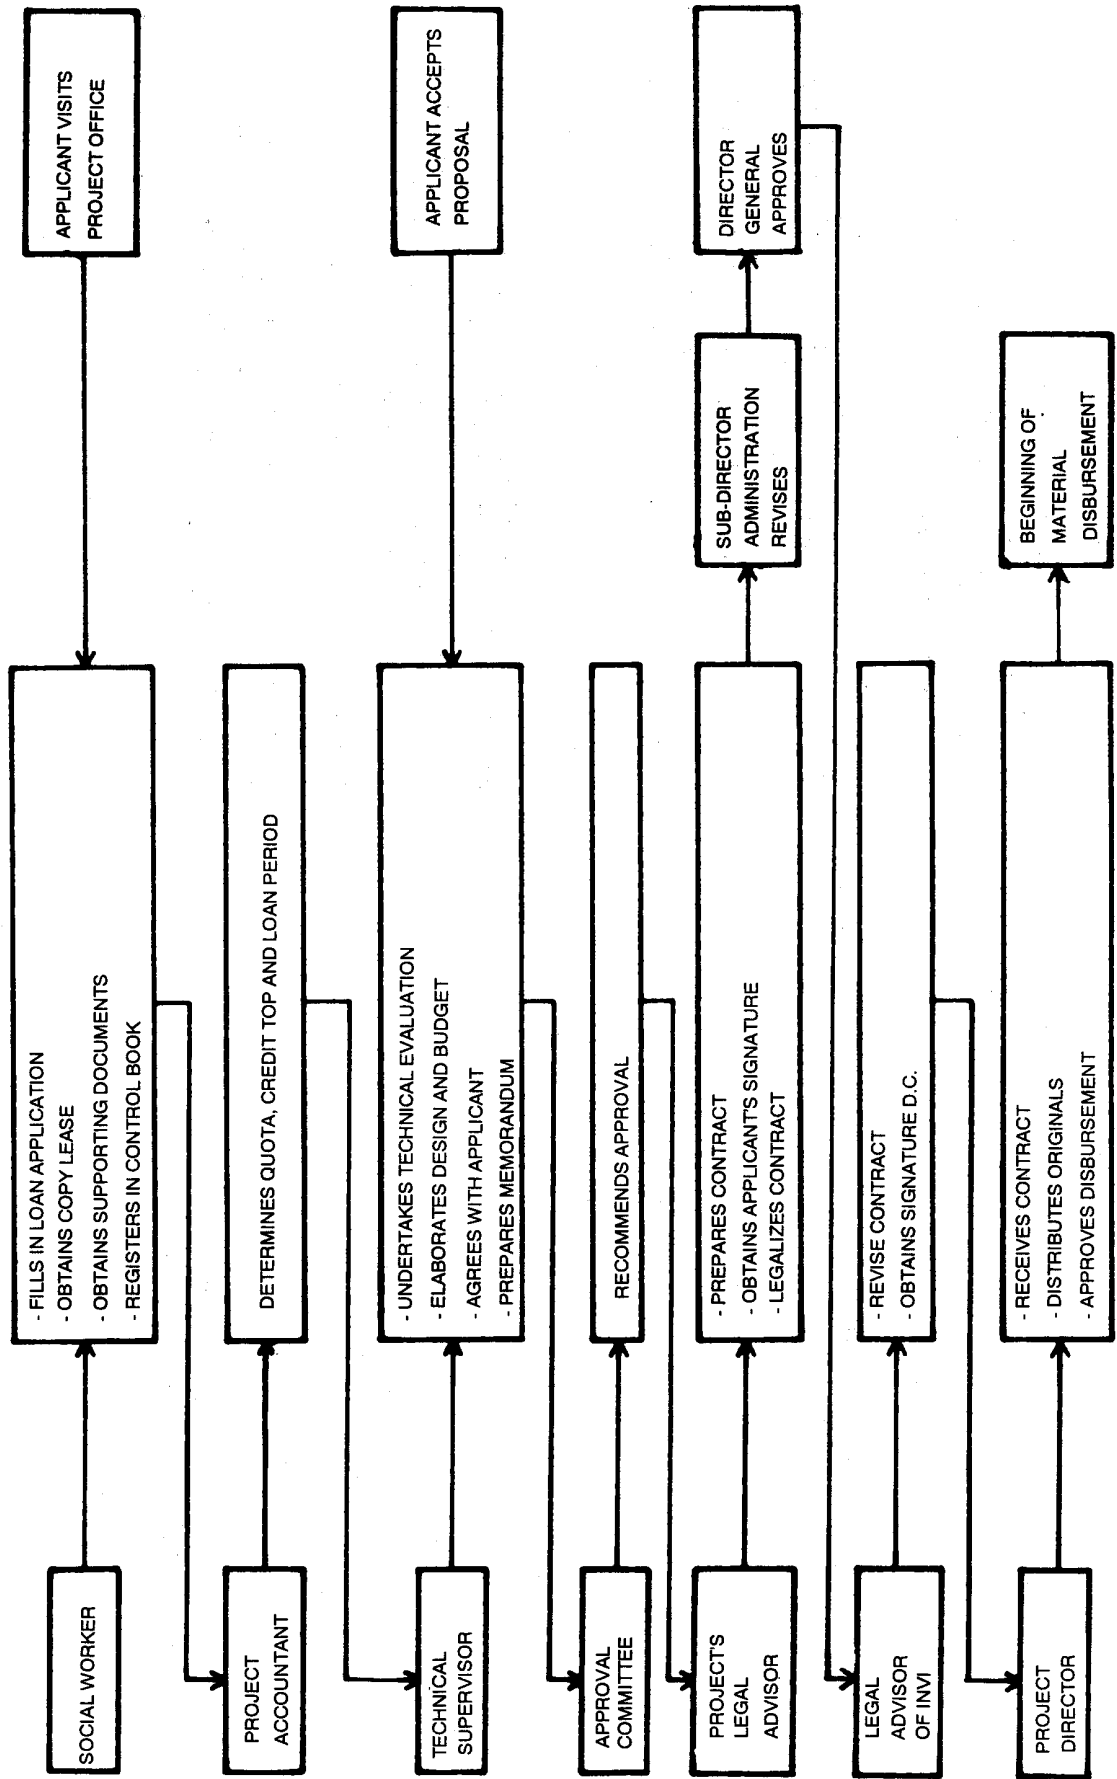 SOCIAL WORKER
- FILLS IN LOAN APPLICATION
- OBTAINS COPY LEASE
- OBTAINS SUPPORTING DOCUMENTS
- REGISTERS IN CONTROL BOOK
APPLICANT VISITS
PROJECT OFFICE
PROJECT
ACCOUNTANT
DETERMINES QUOTA, CREDIT TOP AND LOAN PERIOD
TECHNICAL
SUPERVISOR
- UNDERTAKES TECHNICAL EVALUATION
- ELABORATES DESIGN AND BUDGET
- AGREES WITH APPLICANT
- PREPARES MEMORANDUM
APPLICANT ACCEPTS
PROPOSAL
APPROVAL
COMMITTEE
RECOMMENDS APPROVAL
PROJECT'S
LEGAL
ADVISOR
- PREPARES CONTRACT
- OBTAINS APPLICANT'S SIGNATURE
- LEGALIZES CONTRACT
SUB-DIRECTOR
ADMINISTRATION
REVISES
DIRECTOR
GENERAL
APPROVES
LEGAL
ADVISOR
OF INVI
- REVISE CONTRACT
- OBTAINS SIGNATURE D.C.
PROJECT
DIRECTOR
- RECEIVES CONTRACT
- DISTRIBUTES ORIGINALS
- APPROVES DISBURSEMENT
BEGINNING OF
MATERIAL
DISBURSEMENT